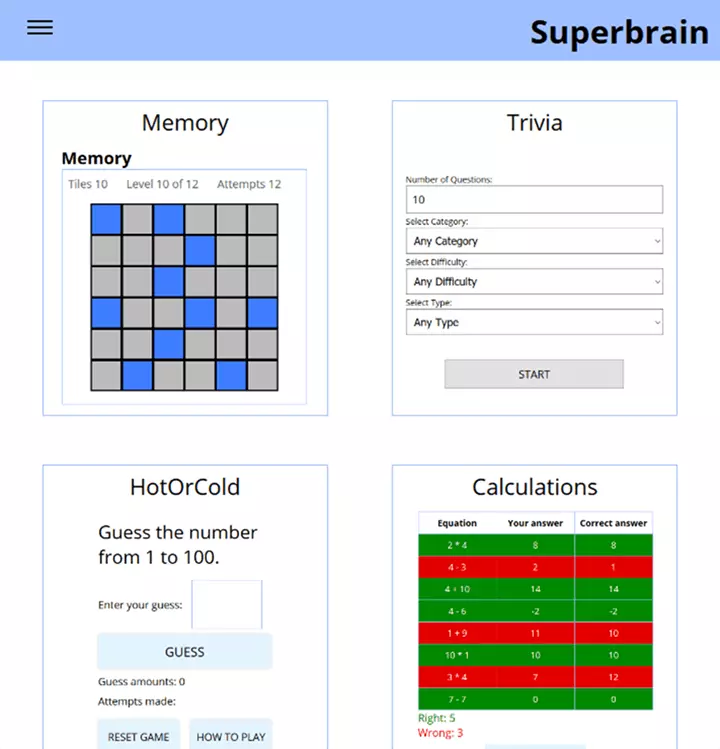 Superbrain
Memory
Memory
Tiles 10 Level 10 of 12 Attempts 12
Trivia
Number of Questions:
10
Select Category:
Any Category
Select Difficulty:
Any Difficulty
Select Type:
Any Type
START
HotOrCold
Guess the number
from 1 to 100.
Enter your guess:
GUESS
Guess amounts: 0
Attempts made:
RESET GAME HOW TO PLAY
Calculations
Equation Your answer Correct answer
2 * 4 8 8
4 - 3 2 1
4 + 10 14 14
4 - 6 -2 -2
1 + 9 11 10
10 * 1 10 10
3 * 4 7 12
7 - 7 0 0
Right: 5
Wrong: 3